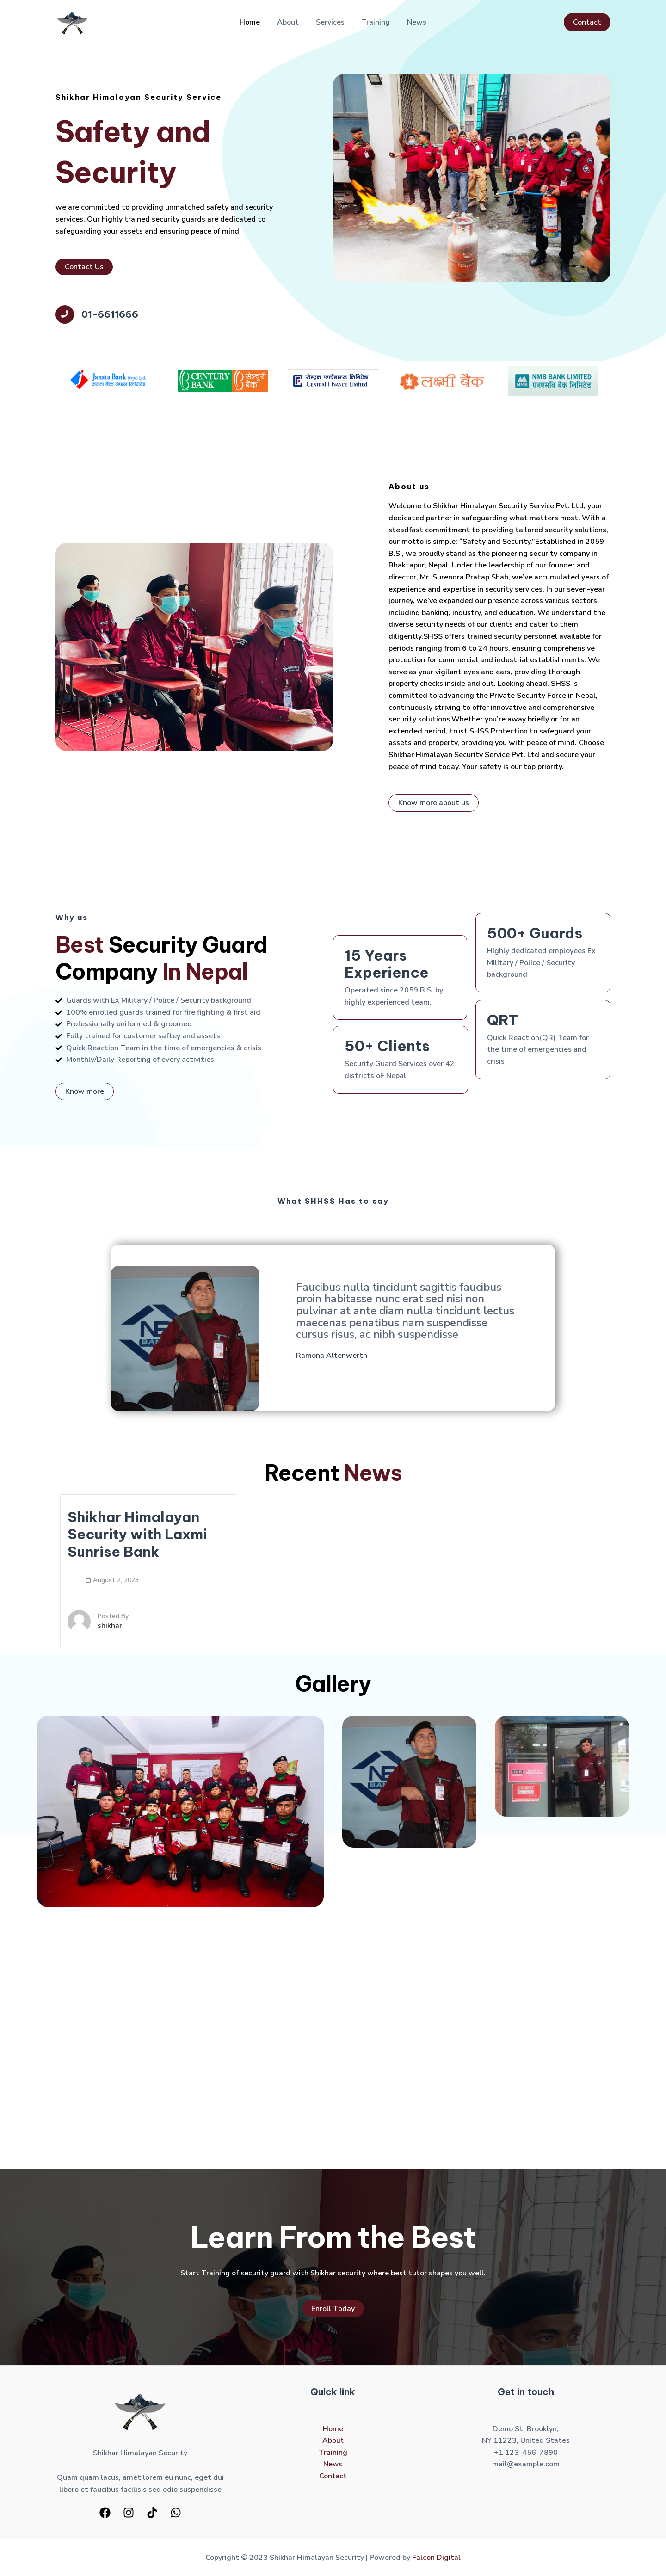 Home About Services Training News Contact
Shikhar Himalayan Security Service
Safety and
Security
we are committed to providing unmatched safety and security
services. Our highly trained security guards are dedicated to
safeguarding your assets and ensuring peace of mind.
Contact Us
01-6611666
Janata Bank Nepal Ltd.
जनता बैंक नेपाल लिमिटेड
CENTURY
BANK
सेञ्चुरी
बैंक
सेन्ट्रल फाईनान्स लिमिटेड
CENTRAL FINANCE LIMITED
लक्ष्मी बैंक
NMB BANK LIMITED
एनएमबि बैंक लिमिटेड
About us
Welcome to Shikhar Himalayan Security Service Pvt. Ltd, your
dedicated partner in safeguarding what matters most. With a
steadfast commitment to providing tailored security solutions,
our motto is simple: "Safety and Security."Established in 2059
B.S., we proudly stand as the pioneering security company in
Bhaktapur, Nepal. Under the leadership of our founder and
director, Mr. Surendra Pratap Shah, we've accumulated years of
experience and expertise in security services. In our seven-year
journey, we've expanded our presence across various sectors,
including banking, industry, and education. We understand the
diverse security needs of our clients and cater to them
diligently.SHSS offers trained security personnel available for
periods ranging from 6 to 24 hours, ensuring comprehensive
protection for commercial and industrial establishments. We
serve as your vigilant eyes and ears, providing thorough
property checks inside and out. Looking ahead, SHSS is
committed to advancing the Private Security Force in Nepal,
continuously striving to offer innovative and comprehensive
security solutions.Whether you're away briefly or for an
extended period, trust SHSS Protection to safeguard your
assets and property, providing you with peace of mind. Choose
Shikhar Himalayan Security Service Pvt. Ltd and secure your
peace of mind today. Your safety is our top priority.
Know more about us
Why us
Best Security Guard
Company In Nepal
Guards with Ex Military / Police / Security background
100% enrolled guards trained for fire fighting & first aid
Professionally uniformed & groomed
Fully trained for customer saftey and assets
Quick Reaction Team in the time of emergencies & crisis
Monthly/Daily Reporting of every activities
Know more
15 Years
Experience
Operated since 2059 B.S. by
highly experienced team.
50+ Clients
Security Guard Services over 42
districts oF Nepal
500+ Guards
Highly dedicated employees Ex
Military / Police / Security
background
QRT
Quick Reaction(QR) Team for
the time of emergencies and
crisis
What SHHSS Has to say
Faucibus nulla tincidunt sagittis faucibus
proin habitasse nunc erat sed nisi non
pulvinar at ante diam nulla tincidunt lectus
maecenas penatibus nam suspendisse
cursus risus, ac nibh suspendisse
Ramona Altenwerth
Recent News
Shikhar Himalayan
Security with Laxmi
Sunrise Bank
August 2, 2023
Posted By
shikhar
Gallery
Learn From the Best
Start Training of security guard with Shikhar security where best tutor shapes you well.
Enroll Today
Shikhar Himalayan Security
Quam quam lacus, amet lorem eu nunc, eget dui
libero et faucibus facilisis sed odio suspendisse
Quick link
Home
About
Training
News
Contact
Get in touch
Demo St, Brooklyn,
NY 11223, United States
+1 123-456-7890
mail@example.com
Copyright © 2023 Shikhar Himalayan Security | Powered by Falcon Digital